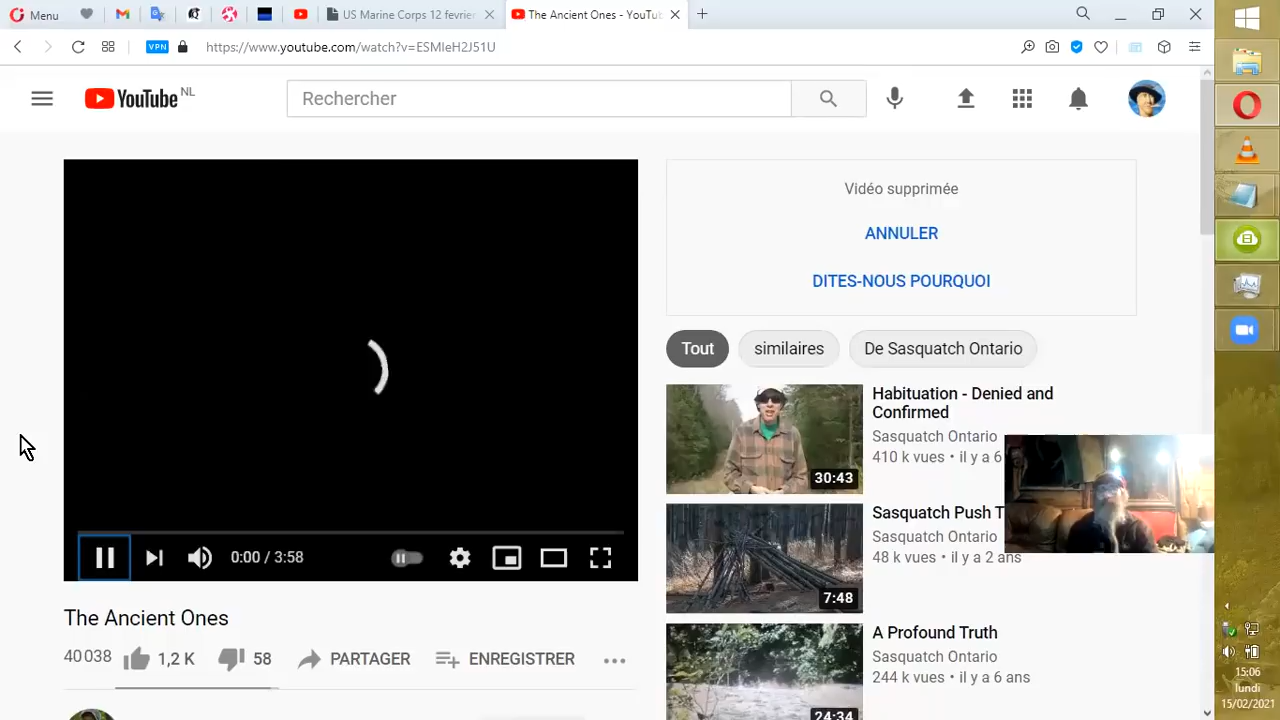 Menu
US Marine Corps 12 fevrier
The Ancient Ones - YouTu
VPN
https://www.youtube.com/watch?v=ESMleH2J51U
YouTube NL
Rechercher
Vidéo supprimée
ANNULER
DITES-NOUS POURQUOI
Tout
similaires
De Sasquatch Ontario
Habituation - Denied and
Confirmed
Sasquatch Ontario
410 k vues • il y a 6
30:43
Sasquatch Push T
Sasquatch Ontario
48 k vues • il y a 2 ans
7:48
A Profound Truth
Sasquatch Ontario
244 k vues • il y a 6 ans
24:34
0:00 / 3:58
The Ancient Ones
40 038
1,2 K
58
PARTAGER
ENREGISTRER
15:06
lundi
15/02/2021